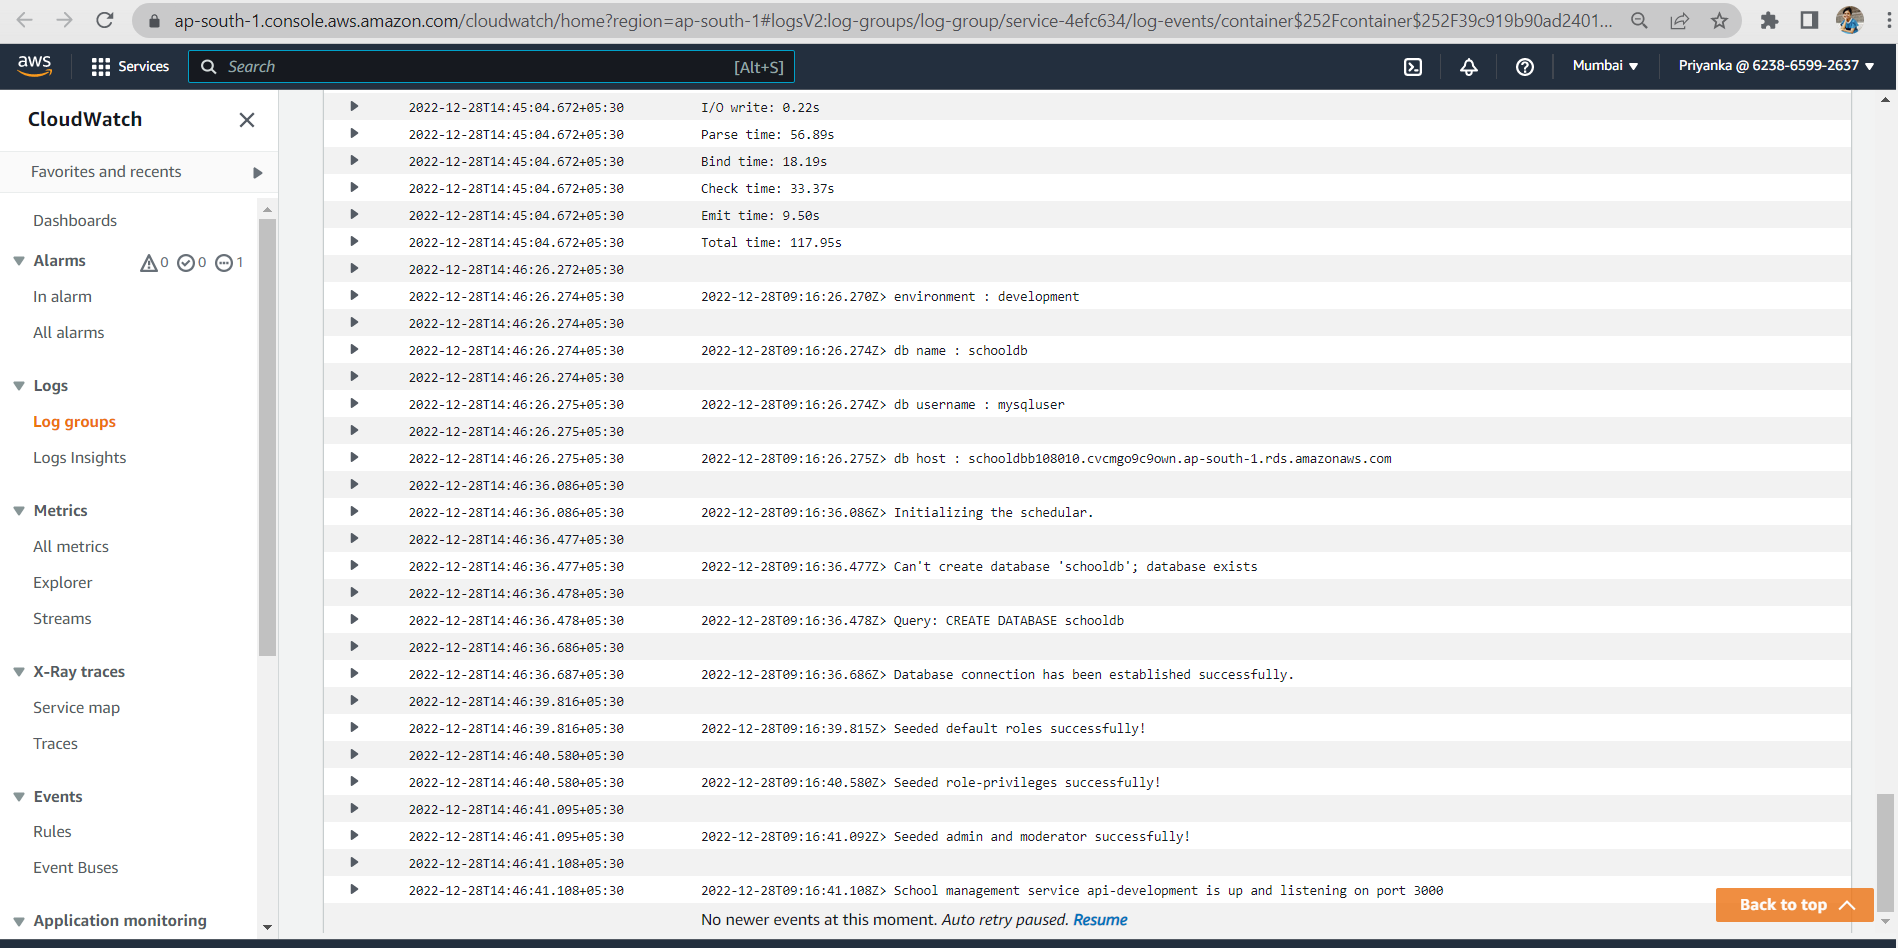 ap-south-1.console.aws.amazon.com/cloudwatch/home?region=ap-south-1#logsV2:log-groups/log-group/service-4efc634/log-events/container$252Fcontainer$252F39c919b90ad2401...
aws Services Search [Alt+S] Mumbai Priyanka @ 6238-6599-2637
CloudWatch
Favorites and recents
Dashboards
Alarms 0 0 1
In alarm
All alarms
Logs
Log groups
Logs Insights
Metrics
All metrics
Explorer
Streams
X-Ray traces
Service map
Traces
Events
Rules
Event Buses
Application monitoring
2022-12-28T14:45:04.672+05:30 I/O write: 0.22s
2022-12-28T14:45:04.672+05:30 Parse time: 56.89s
2022-12-28T14:45:04.672+05:30 Bind time: 18.19s
2022-12-28T14:45:04.672+05:30 Check time: 33.37s
2022-12-28T14:45:04.672+05:30 Emit time: 9.50s
2022-12-28T14:45:04.672+05:30 Total time: 117.95s
2022-12-28T14:46:26.272+05:30
2022-12-28T14:46:26.274+05:30 2022-12-28T09:16:26.270Z> environment : development
2022-12-28T14:46:26.274+05:30
2022-12-28T14:46:26.274+05:30 2022-12-28T09:16:26.274Z> db name : schooldb
2022-12-28T14:46:26.274+05:30
2022-12-28T14:46:26.275+05:30 2022-12-28T09:16:26.274Z> db username : mysqluser
2022-12-28T14:46:26.275+05:30
2022-12-28T14:46:26.275+05:30 2022-12-28T09:16:26.275Z> db host : schooldbb108010.cvcmgo9c9own.ap-south-1.rds.amazonaws.com
2022-12-28T14:46:36.086+05:30
2022-12-28T14:46:36.086+05:30 2022-12-28T09:16:36.086Z> Initializing the schedular.
2022-12-28T14:46:36.477+05:30
2022-12-28T14:46:36.477+05:30 2022-12-28T09:16:36.477Z> Can't create database 'schooldb'; database exists
2022-12-28T14:46:36.478+05:30
2022-12-28T14:46:36.478+05:30 2022-12-28T09:16:36.478Z> Query: CREATE DATABASE schooldb
2022-12-28T14:46:36.686+05:30
2022-12-28T14:46:36.687+05:30 2022-12-28T09:16:36.686Z> Database connection has been established successfully.
2022-12-28T14:46:39.816+05:30
2022-12-28T14:46:39.816+05:30 2022-12-28T09:16:39.815Z> Seeded default roles successfully!
2022-12-28T14:46:40.580+05:30
2022-12-28T14:46:40.580+05:30 2022-12-28T09:16:40.580Z> Seeded role-privileges successfully!
2022-12-28T14:46:41.095+05:30
2022-12-28T14:46:41.095+05:30 2022-12-28T09:16:41.092Z> Seeded admin and moderator successfully!
2022-12-28T14:46:41.108+05:30
2022-12-28T14:46:41.108+05:30 2022-12-28T09:16:41.108Z> School management service api-development is up and listening on port 3000
No newer events at this moment. Auto retry paused. Resume
Back to top